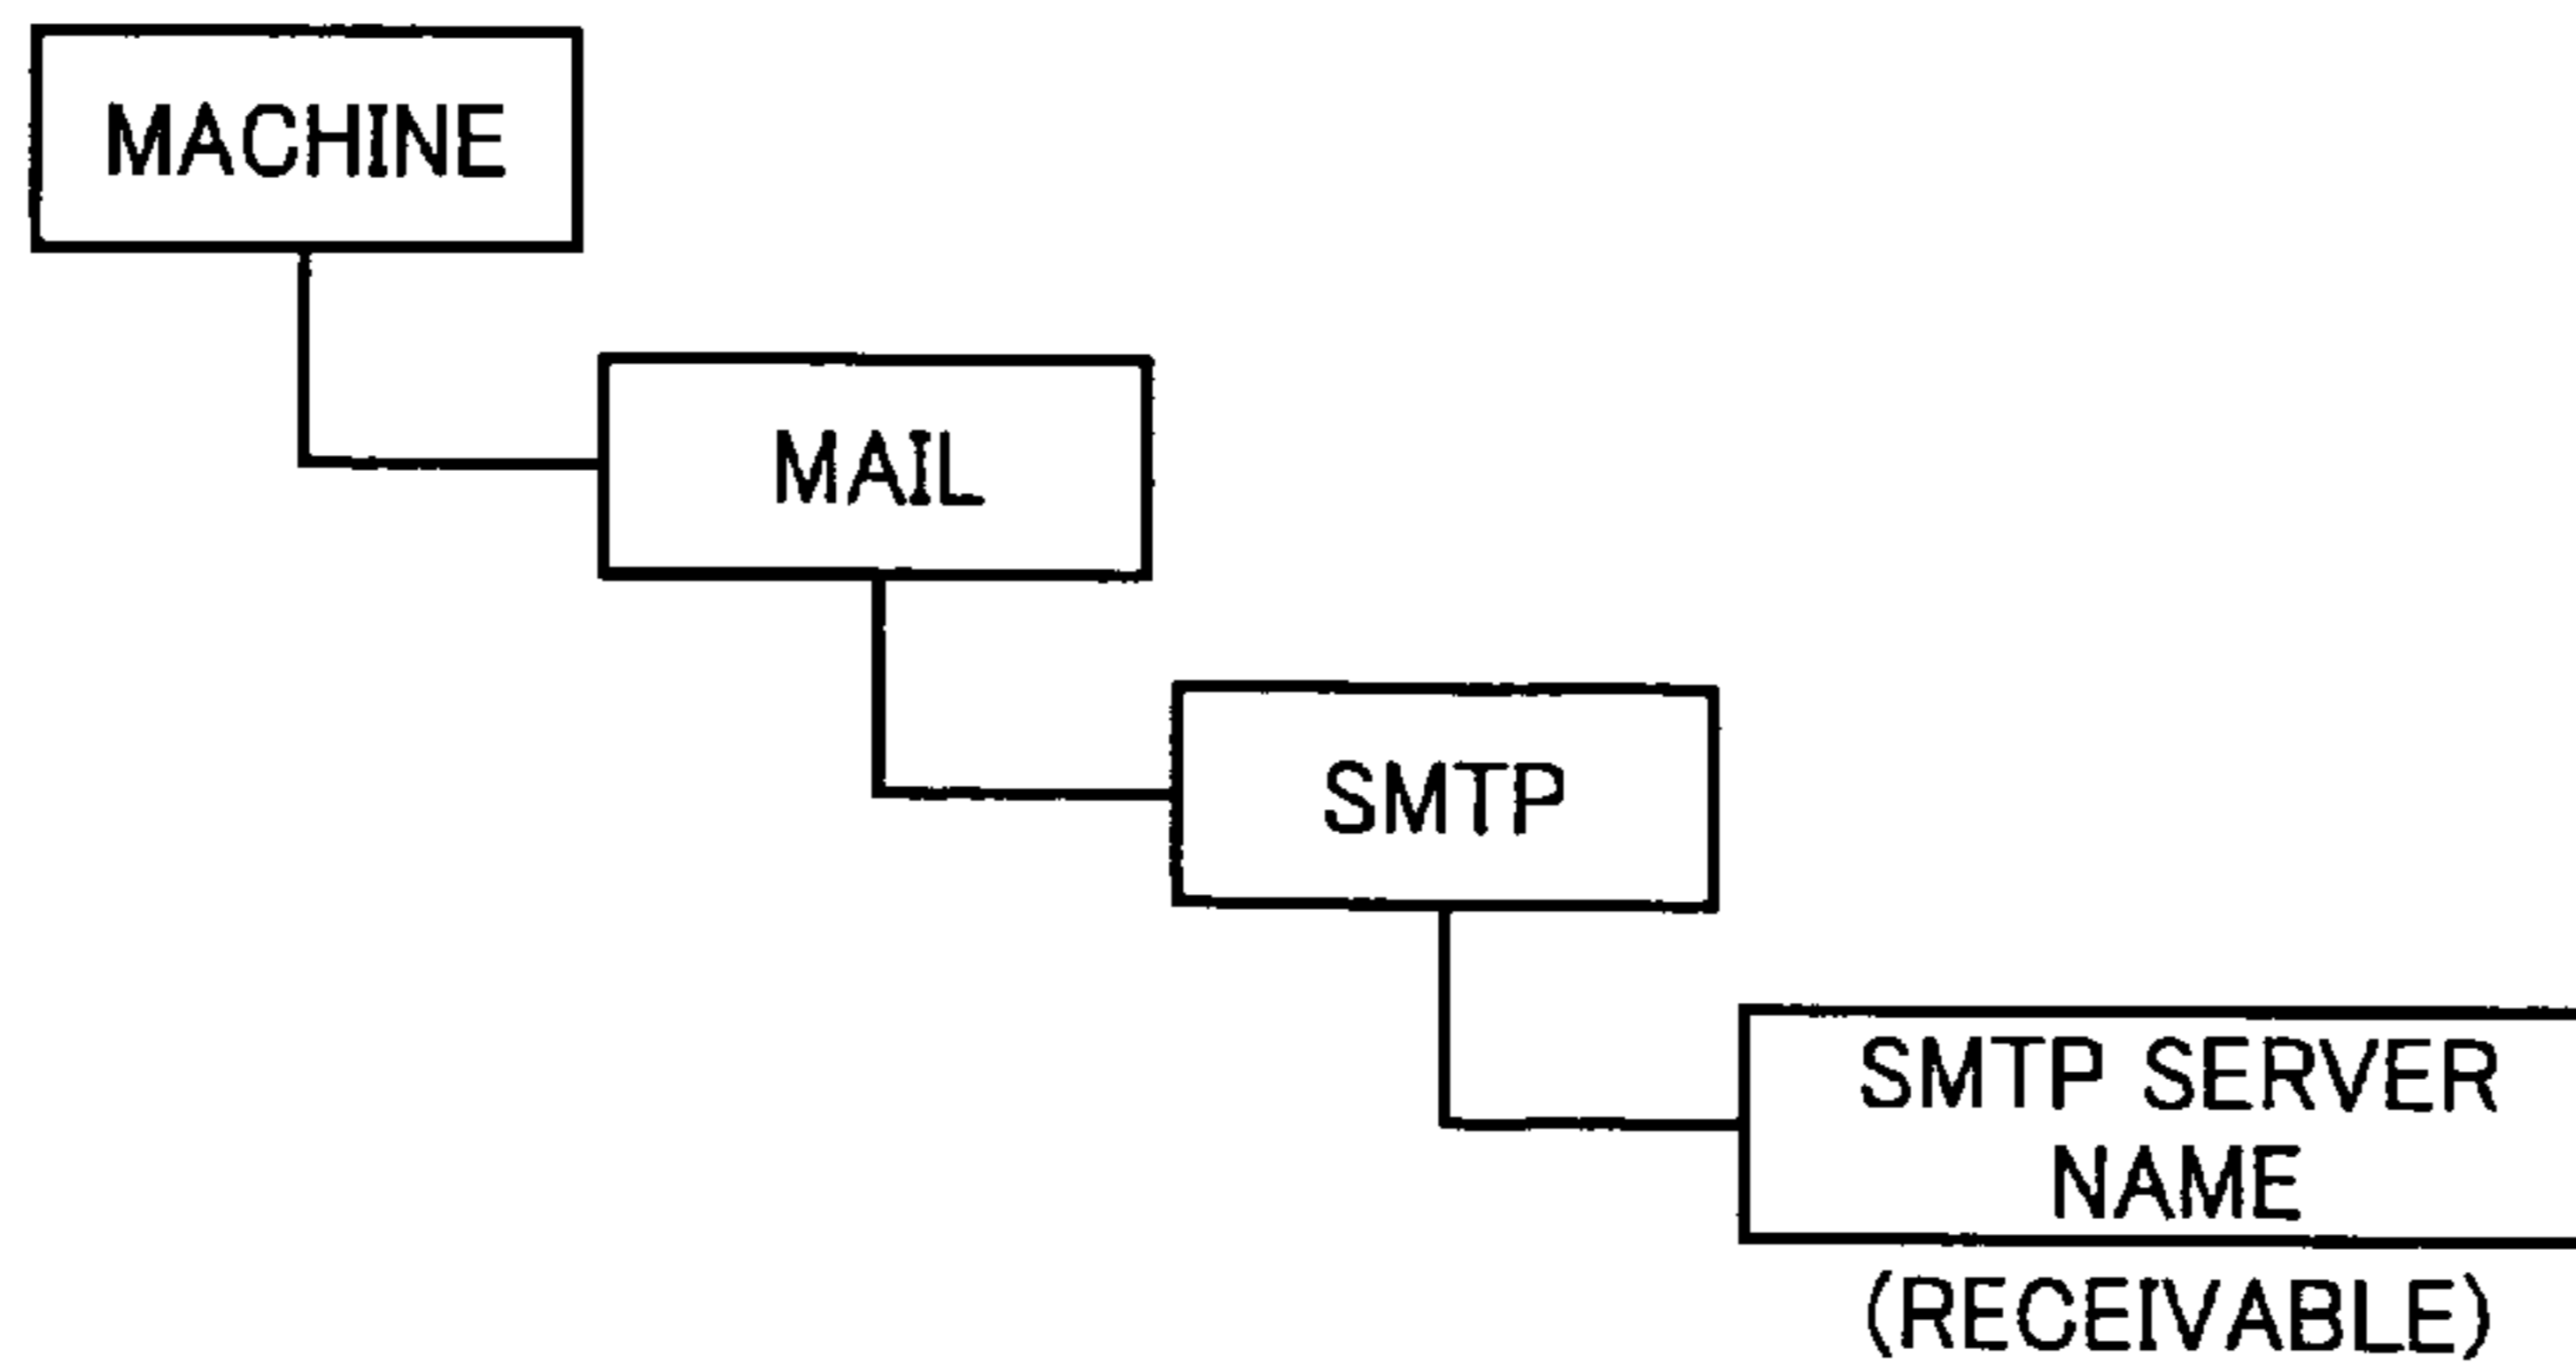 MACHINE
MAIL
SMTP
SMTP SERVER
NAME
(RECEIVABLE)